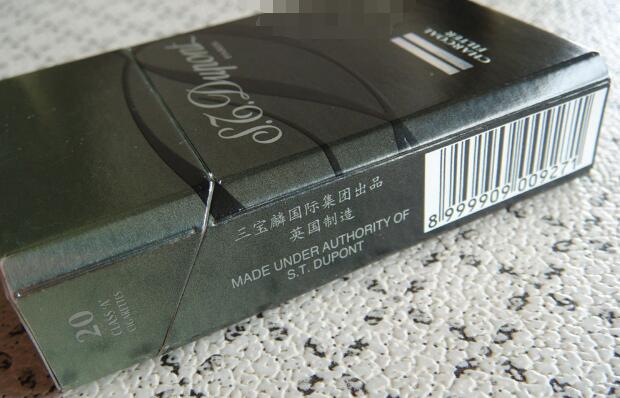 CHARCOAL
FILTER
S.T. Dupont
PARIS
三宝麟国际集团出品
英国制造
MADE UNDER AUTHORITY OF
S.T. DUPONT
8 999909 009271
20
CLASS A
CIGARETTES